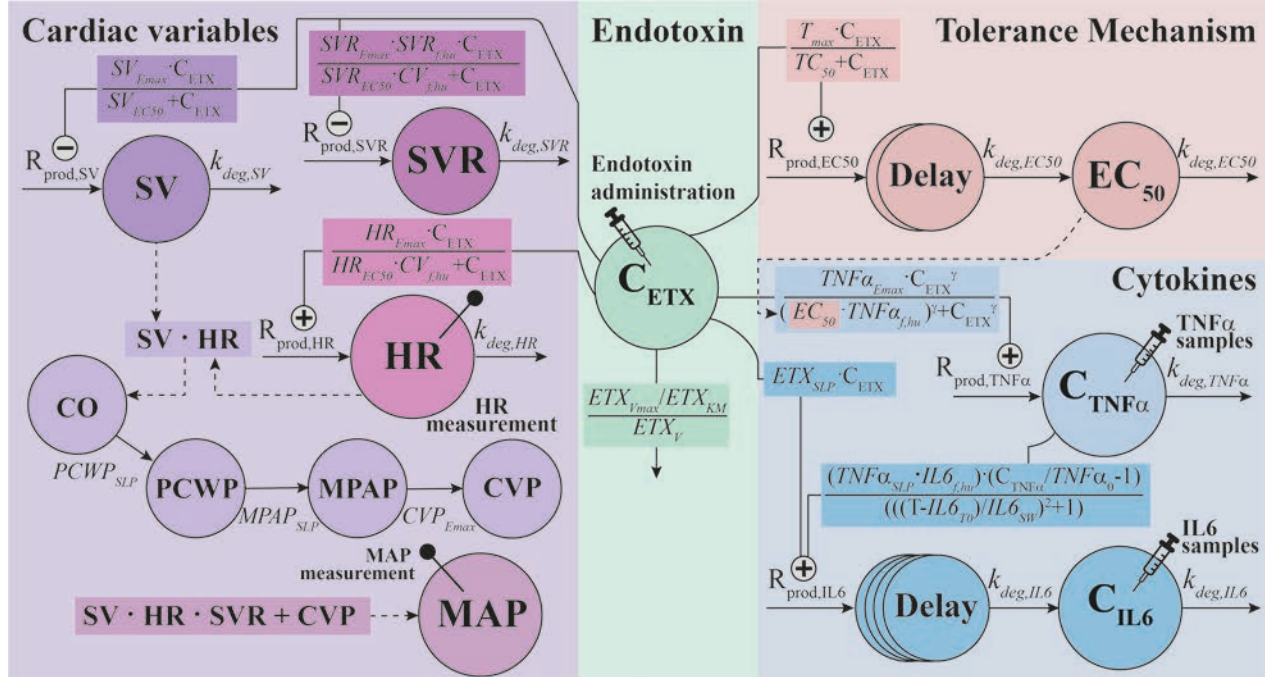 Cardiac variables
SV_Emax · C_ETX
SV_EC50 + C_ETX
SVR_Emax · SVR_f,hu · C_ETX
SVR_EC50 · CV_f,hu + C_ETX
−
−
R_prod,SV
SV
k_deg,SV
R_prod,SVR
SVR
k_deg,SVR
HR_Emax · C_ETX
HR_EC50 · CV_f,hu + C_ETX
+
SV · HR
R_prod,HR
HR
k_deg,HR
HR
measurement
CO
PCWP_SLP
PCWP
MPAP_SLP
MPAP
CVP_Emax
CVP
MAP
measurement
SV · HR · SVR + CVP
MAP
Endotoxin
Endotoxin
administration
C_ETX
ETX_Vmax/ETX_KM
ETX_V
Tolerance Mechanism
T_max · C_ETX
TC_50 + C_ETX
+
R_prod,EC50
Delay
k_deg,EC50
EC_50
k_deg,EC50
Cytokines
TNFα_Emax · C_ETX^γ
(EC_50 · TNFα_f,hu)^γ + C_ETX^γ
+
TNFα
samples
ETX_SLP · C_ETX
R_prod,TNFα
C_TNFα
k_deg,TNFα
(TNFα_SLP · IL6_f,hu) · (C_TNFα/TNFα_0-1)
(((T-IL6_T0)/IL6_SW)²+1)
+
IL6
samples
R_prod,IL6
Delay
k_deg,IL6
C_IL6
k_deg,IL6